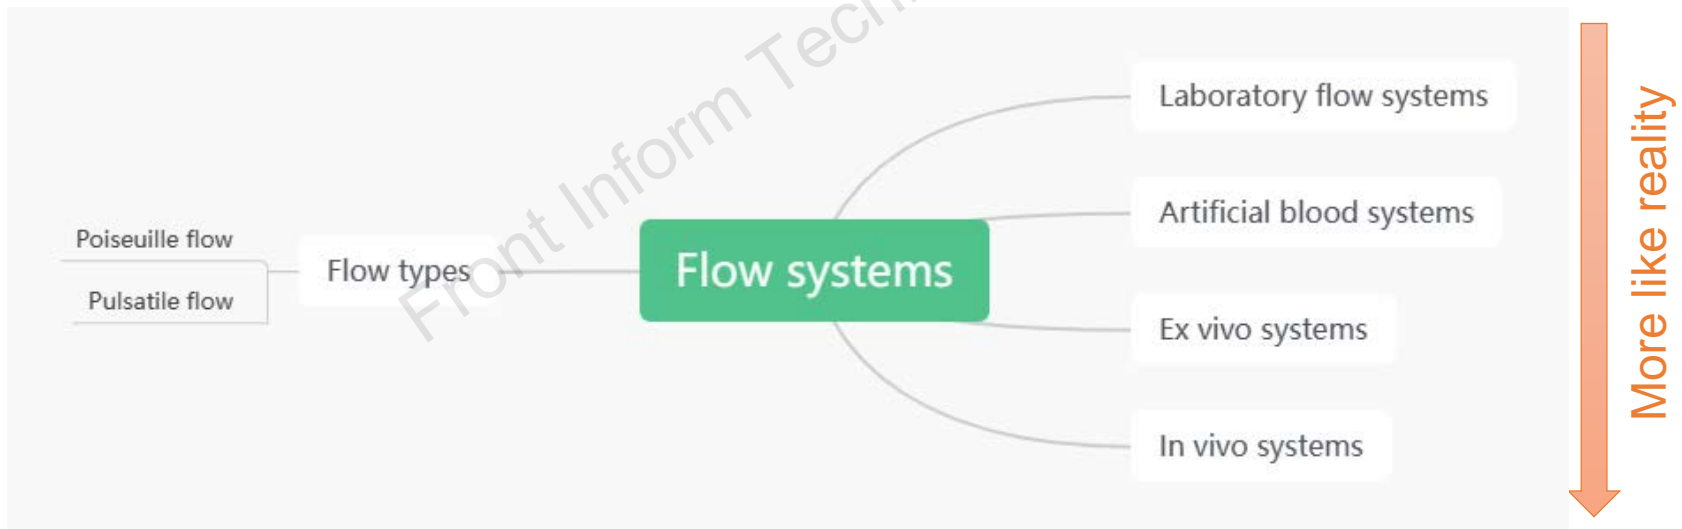 Laboratory flow systems
Artificial blood systems
Poiseuille flow
Flow types
Flow systems
Pulsatile flow
Ex vivo systems
In vivo systems
More like reality
Front Inform